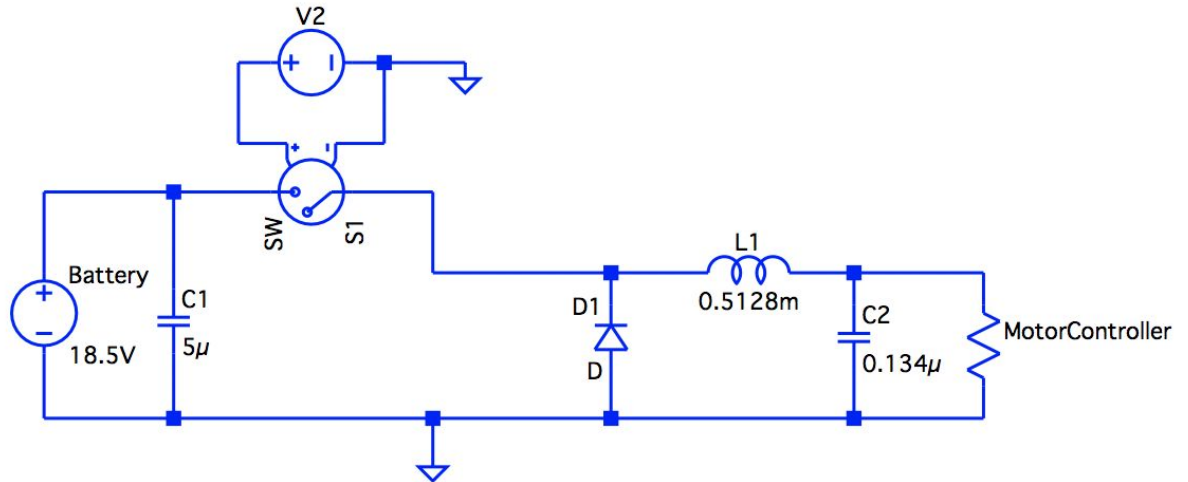 V2
SW
S1
Battery
18.5V
C1
5µ
D1
D
L1
0.5128m
C2
0.134µ
MotorController